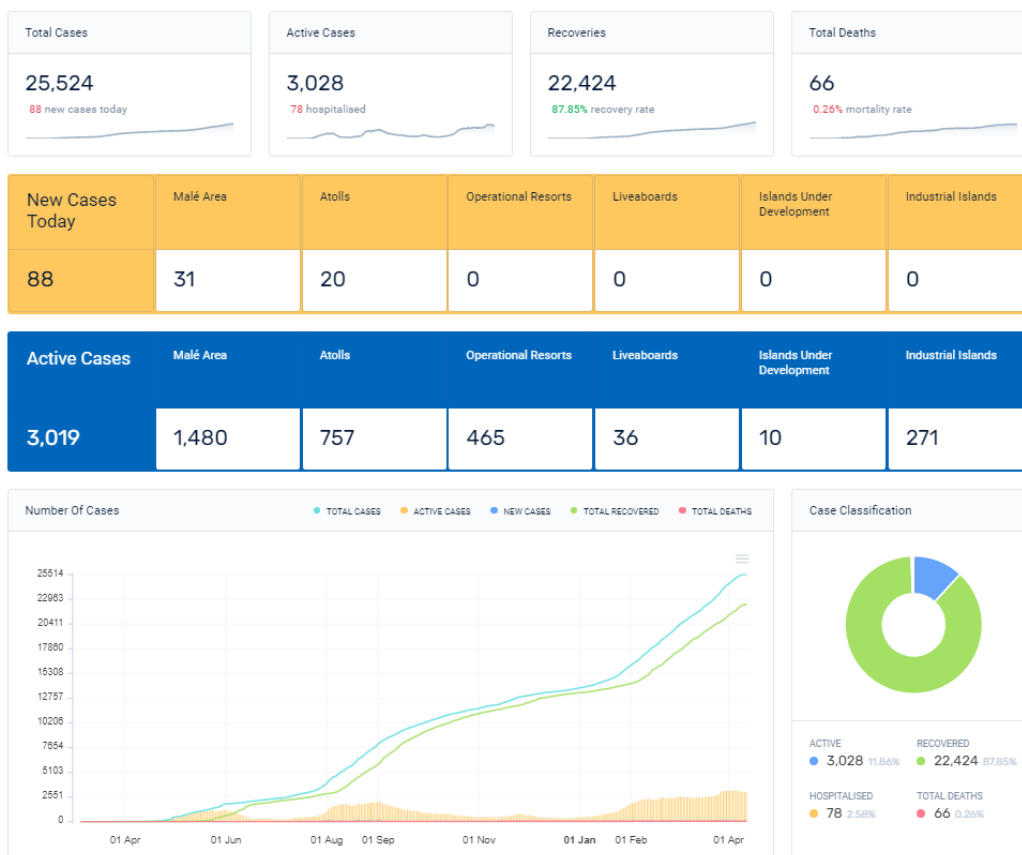 Total Cases
Active Cases
Recoveries
Total Deaths
25,524
3,028
22,424
66
88 new cases today
78 hospitalised
87.85% recovery rate
0.26% mortality rate
New Cases Today
Malé Area
Atolls
Operational Resorts
Liveaboards
Islands Under Development
Industrial Islands
88
31
20
0
0
0
0
Active Cases
Malé Area
Atolls
Operational Resorts
Liveaboards
Islands Under Development
Industrial Islands
3,019
1,480
757
465
36
10
271
Number Of Cases
TOTAL CASES
ACTIVE CASES
NEW CASES
TOTAL RECOVERED
TOTAL DEATHS
25514
22963
20411
17860
15308
12757
10206
7654
5103
2551
0
01 Apr
01 Jun
01 Aug
01 Sep
01 Nov
01 Jan
01 Feb
01 Apr
Case Classification
ACTIVE
RECOVERED
3,028 11.86%
22,424 87.85%
HOSPITALISED
TOTAL DEATHS
78 2.58%
66 0.26%